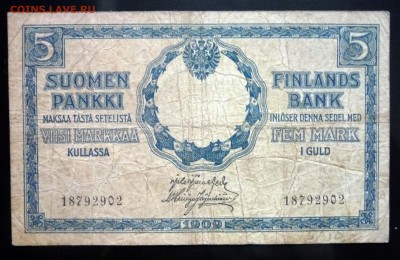 COINS.ЛАVE.RU
5 5
SUOMEN PANKKI
MAKSAA TÄSTÄ SETELISTÄ
VIISI MARKKAA
KULLASSA
FINLANDS BANK
INLÖSER DENNA SEDEL MED
FEM MARK
I GULD
18792902 18792902
1909